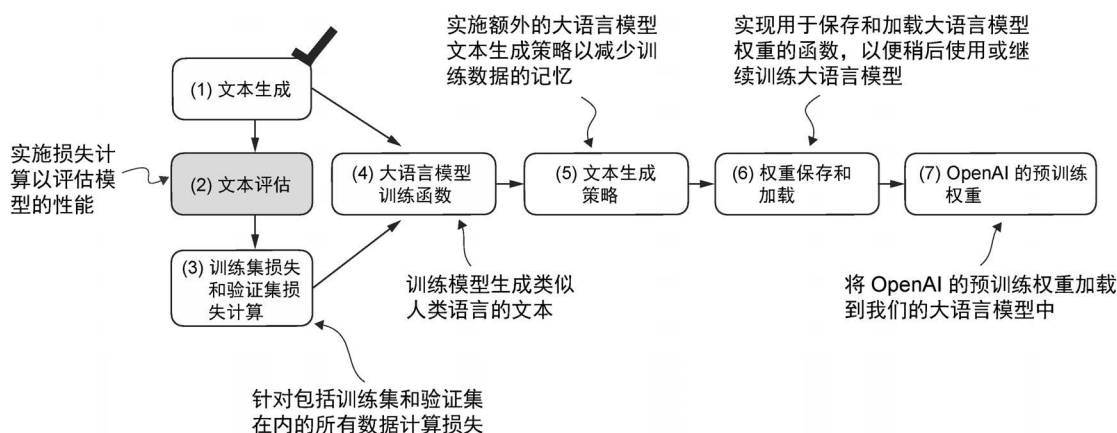 实施额外的大语言模型
文本生成策略以减少训
练数据的记忆
实现用于保存和加载大语言模型
权重的函数，以便稍后使用或继
续训练大语言模型
(1) 文本生成
实施损失计
算以评估模
型的性能
(2) 文本评估
(4) 大语言模型
训练函数
(5) 文本生成
策略
(6) 权重保存和
加载
(7) OpenAI 的预训练
权重
(3) 训练集损失
和验证集损
失计算
训练模型生成类似
人类语言的文本
将 OpenAI 的预训练权重加载
到我们的大语言模型中
针对包括训练集和验证集
在内的所有数据计算损失